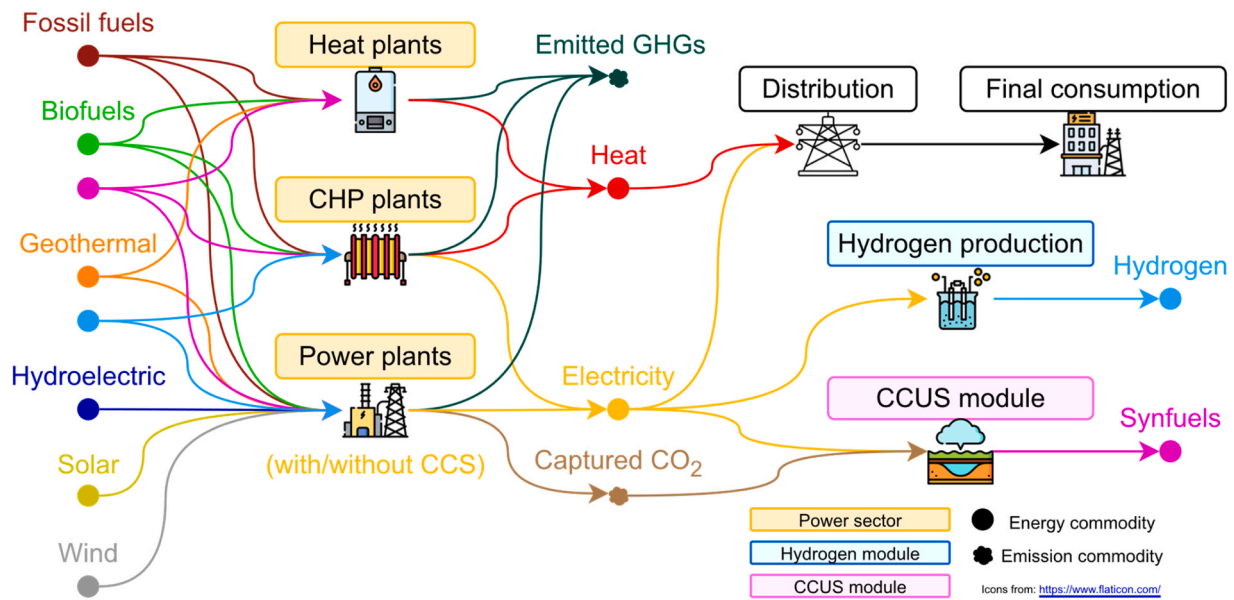 Fossil fuels
Biofuels
Geothermal
Hydroelectric
Solar
Wind
Heat plants
CHP plants
Power plants
(with/without CCS)
Emitted GHGs
Heat
Electricity
Captured CO2
Distribution
Final consumption
Hydrogen production
Hydrogen
CCUS module
Synfuels
Power sector
Energy commodity
Hydrogen module
Emission commodity
CCUS module
Icons from: https://www.flaticon.com/